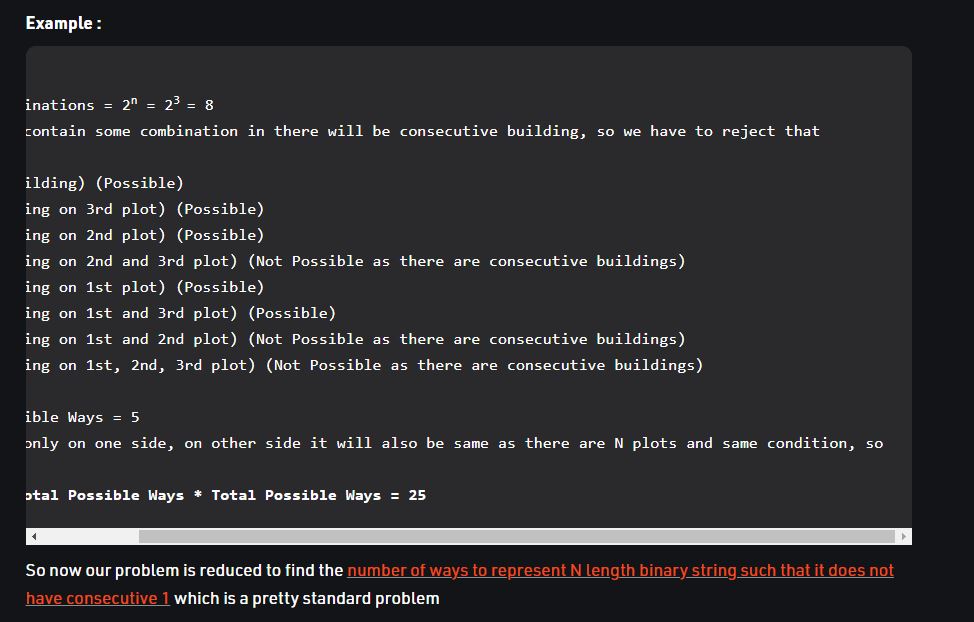 Example :
inations = 2ⁿ = 2³ = 8
contain some combination in there will be consecutive building, so we have to reject that
ilding) (Possible)
ing on 3rd plot) (Possible)
ing on 2nd plot) (Possible)
ing on 2nd and 3rd plot) (Not Possible as there are consecutive buildings)
ing on 1st plot) (Possible)
ing on 1st and 3rd plot) (Possible)
ing on 1st and 2nd plot) (Not Possible as there are consecutive buildings)
ing on 1st, 2nd, 3rd plot) (Not Possible as there are consecutive buildings)
ible Ways = 5
only on one side, on other side it will also be same as there are N plots and same condition, so
otal Possible Ways * Total Possible Ways = 25
So now our problem is reduced to find the number of ways to represent N length binary string such that it does not
have consecutive 1 which is a pretty standard problem